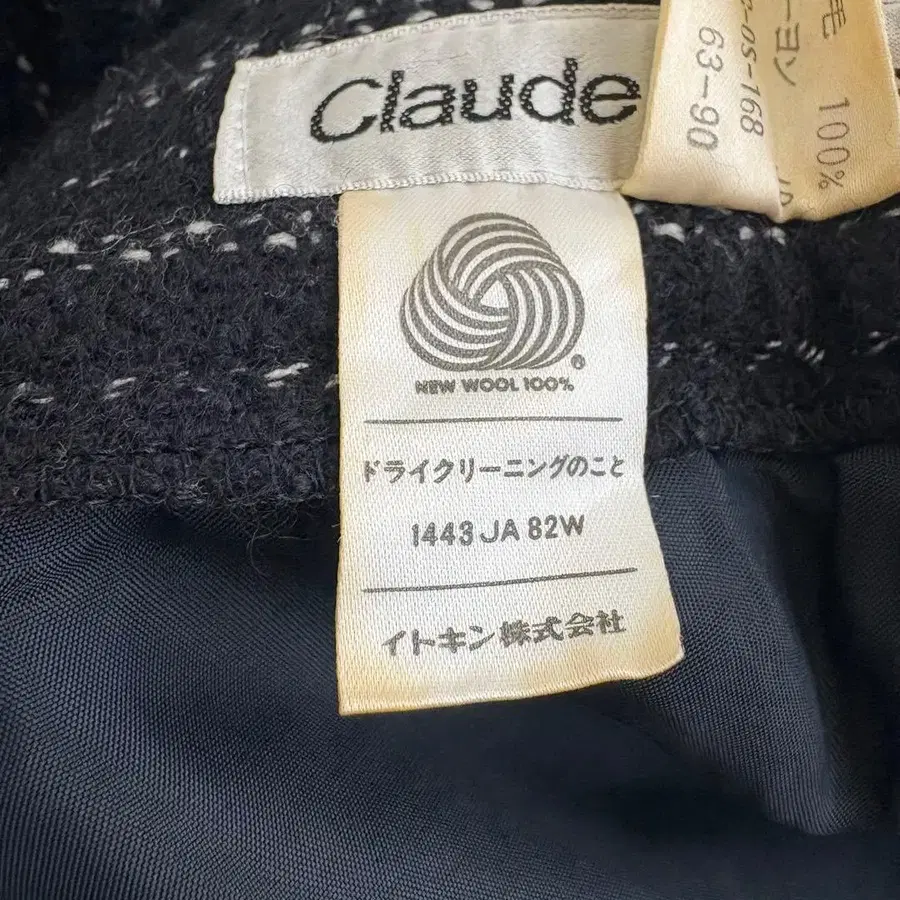 Claude
毛 100%
63-90
®
NEW WOOL 100%
ドライクリーニングのこと
1443 JA 82W
イトキン株式会社